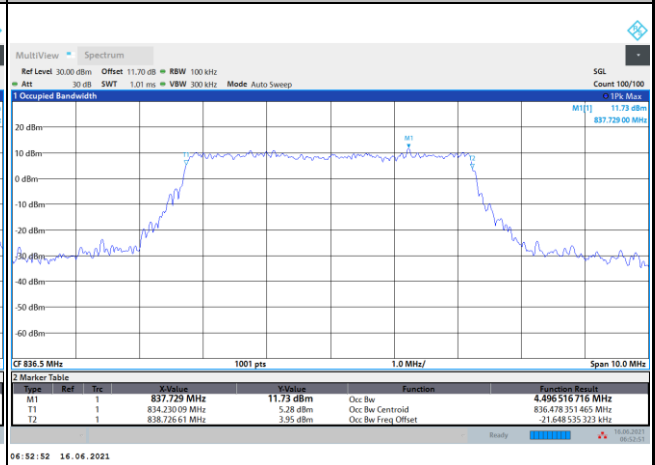 MultiView Spectrum
Ref Level 30.00 dBm Offset 11.70 dB RBW 100 kHz SGL
Att 30 dB SWT 1.01 ms VBW 300 kHz Mode Auto Sweep Count 100/100
1 Occupied Bandwidth 1Pk Max
M1[1] 11.73 dBm
837.729 00 MHz
20 dBm
M1
10 dBm
T1
T2
0 dBm
-10 dBm
-20 dBm
-30 dBm
-40 dBm
-50 dBm
-60 dBm
CF 836.5 MHz 1001 pts 1.0 MHz/ Span 10.0 MHz
2 Marker Table
Type Ref Trc X-Value Y-Value Function Function Result
M1 1 837.729 MHz 11.73 dBm Occ Bw 4.496 516 716 MHz
T1 1 834.230 09 MHz 5.28 dBm Occ Bw Centroid 836.478 351 465 MHz
T2 1 838.726 61 MHz 3.95 dBm Occ Bw Freq Offset -21.648 535 323 kHz
Ready 16.06.2021
06:52:51
06:52:52 16.06.2021